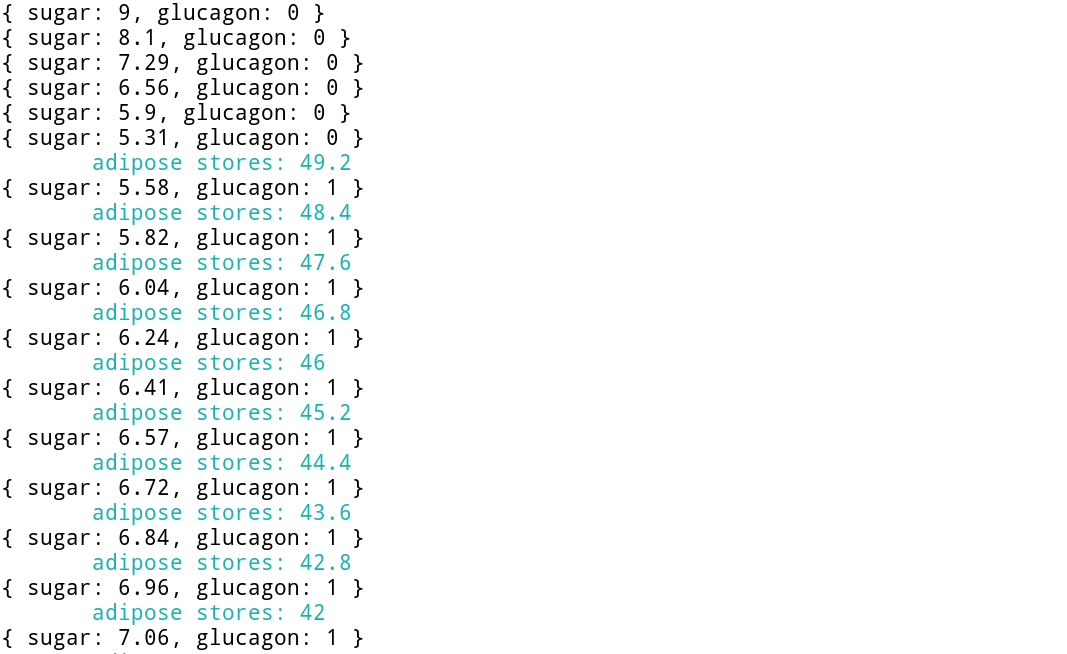 { sugar: 9, glucagon: 0 }
{ sugar: 8.1, glucagon: 0 }
{ sugar: 7.29, glucagon: 0 }
{ sugar: 6.56, glucagon: 0 }
{ sugar: 5.9, glucagon: 0 }
{ sugar: 5.31, glucagon: 0 }
adipose stores: 49.2
{ sugar: 5.58, glucagon: 1 }
adipose stores: 48.4
{ sugar: 5.82, glucagon: 1 }
adipose stores: 47.6
{ sugar: 6.04, glucagon: 1 }
adipose stores: 46.8
{ sugar: 6.24, glucagon: 1 }
adipose stores: 46
{ sugar: 6.41, glucagon: 1 }
adipose stores: 45.2
{ sugar: 6.57, glucagon: 1 }
adipose stores: 44.4
{ sugar: 6.72, glucagon: 1 }
adipose stores: 43.6
{ sugar: 6.84, glucagon: 1 }
adipose stores: 42.8
{ sugar: 6.96, glucagon: 1 }
adipose stores: 42
{ sugar: 7.06, glucagon: 1 }